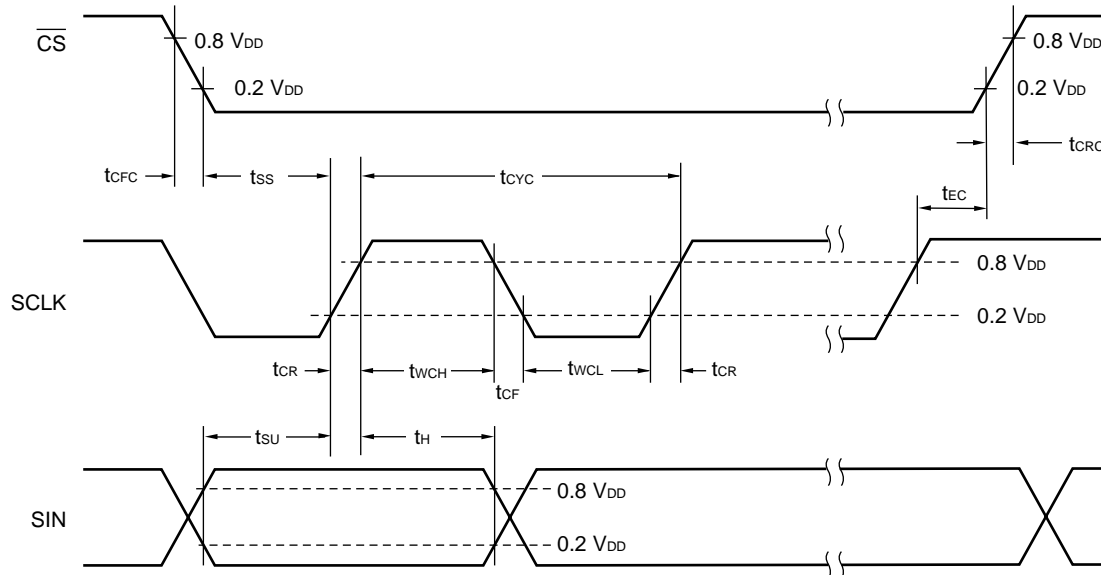 CS
0.8 VDD
0.8 VDD
0.2 VDD
0.2 VDD
tCRC
tCFC
tSS
tCYC
tEC
0.8 VDD
SCLK
0.2 VDD
tCR
tWCH
tCF
tWCL
tCR
tSU
tH
0.8 VDD
SIN
0.2 VDD